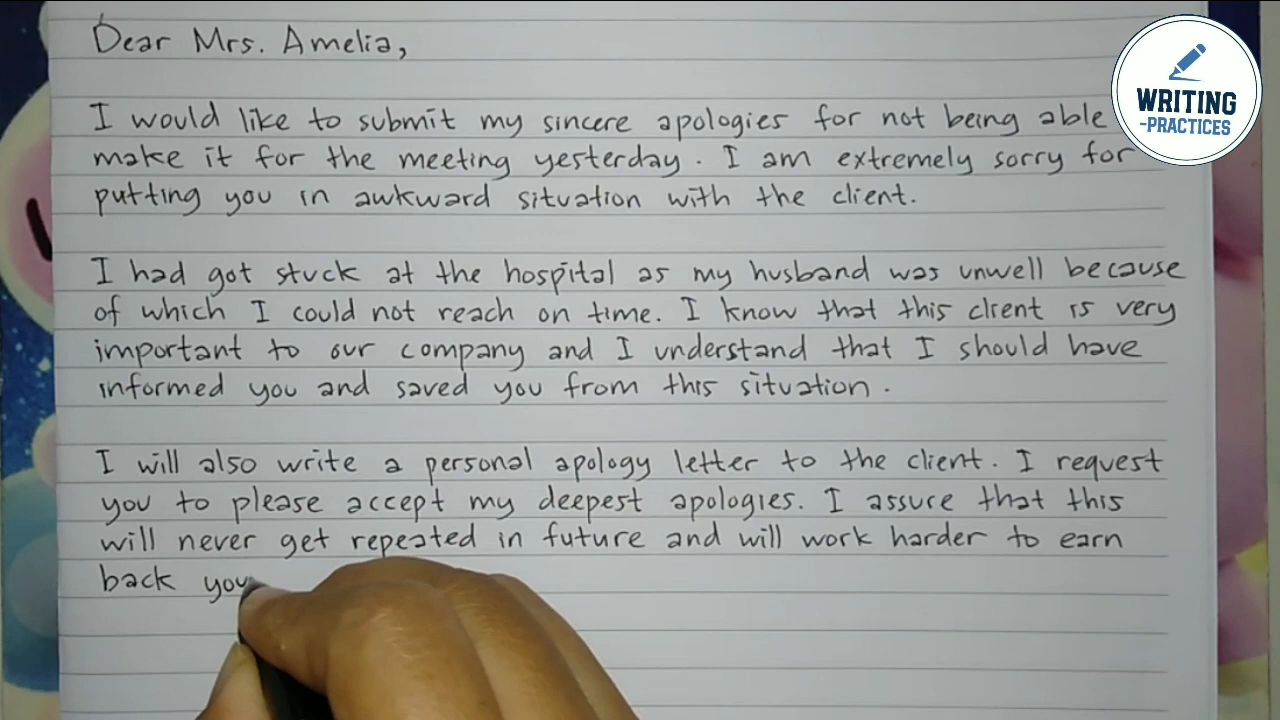 Dear Mrs. Amelia,
I would like to submit my sincere apologies for not being able
make it for the meeting yesterday. I am extremely sorry for
putting you in awkward situation with the client.
I had got stuck at the hospital as my husband was unwell because
of which I could not reach on time. I know that this client is very
important to our company and I understand that I should have
informed you and saved you from this situation.
I will also write a personal apology letter to the client. I request
you to please accept my deepest apologies. I assure that this
will never get repeated in future and will work harder to earn
back you
WRITING
-PRACTICES